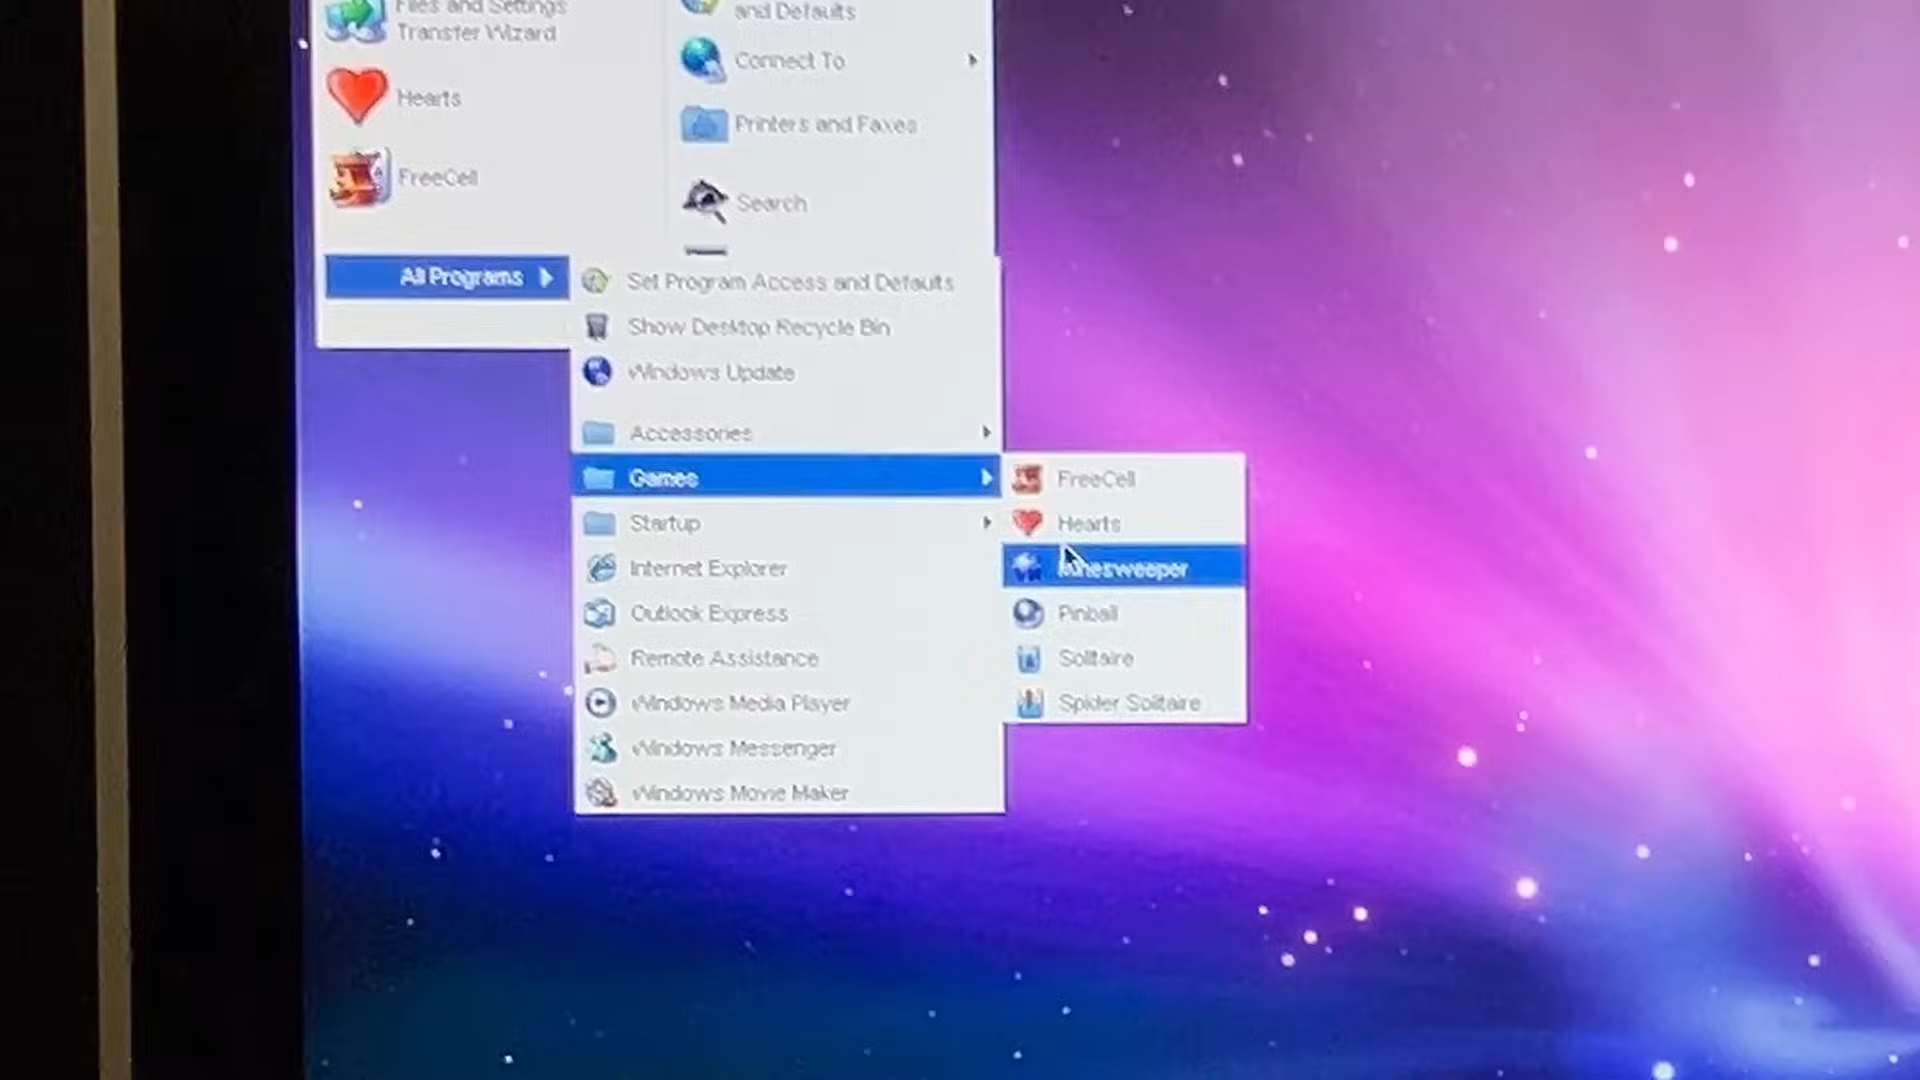 Files and Settings
Transfer Wizard
Hearts
FreeCell
and Defaults
Connect To
Printers and Faxes
Search
All Programs
Set Program Access and Defaults
Show Desktop Recycle Bin
Windows Update
Accessories
Games
Startup
Internet Explorer
Outlook Express
Remote Assistance
Windows Media Player
Windows Messenger
Windows Movie Maker
FreeCell
Hearts
Minesweeper
Pinball
Solitaire
Spider Solitaire